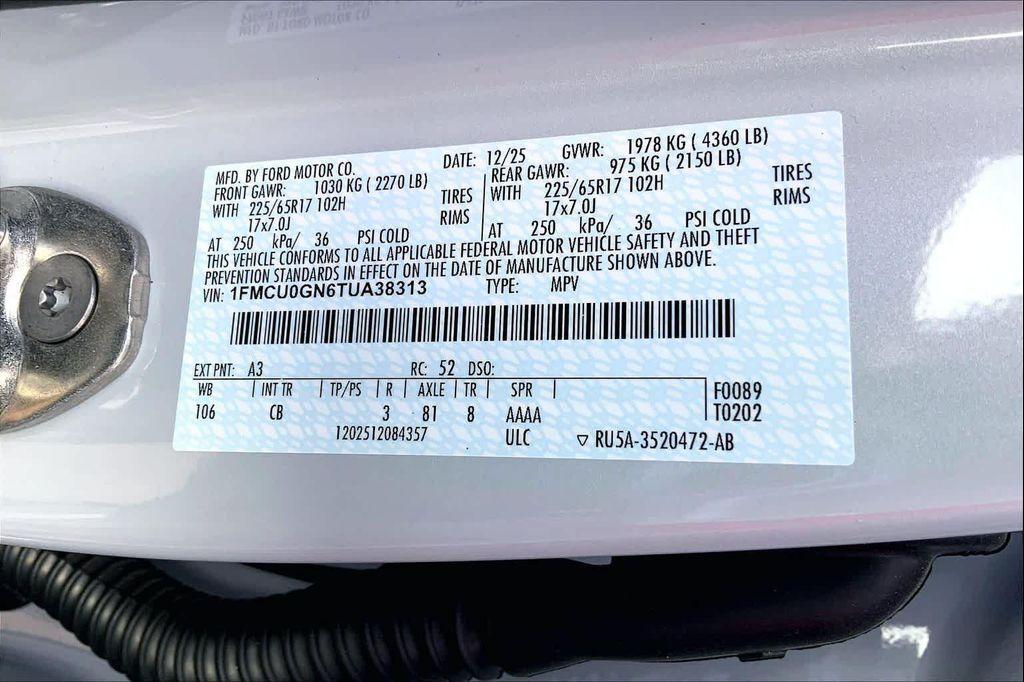 MFD. BY FORD MOTOR CO. DATE: 12/25 GVWR: 1978 KG ( 4360 LB)
FRONT GAWR: 1030 KG ( 2270 LB) REAR GAWR: 975 KG ( 2150 LB)
WITH 225/65R17 102H TIRES WITH 225/65R17 102H TIRES
17x7.0J RIMS 17x7.0J RIMS
AT 250 kPa/ 36 PSI COLD AT 250 kPa/ 36 PSI COLD
THIS VEHICLE CONFORMS TO ALL APPLICABLE FEDERAL MOTOR VEHICLE SAFETY AND THEFT
PREVENTION STANDARDS IN EFFECT ON THE DATE OF MANUFACTURE SHOWN ABOVE.
VIN: 1FMCU0GN6TUA38313 TYPE: MPV
EXT PNT: A3 RC: 52 DSO:
WB INT TR TP/PS R AXLE TR SPR F0089
106 CB 3 81 8 AAAA T0202
1202512084357 ULC ▽ RU5A-3520472-AB